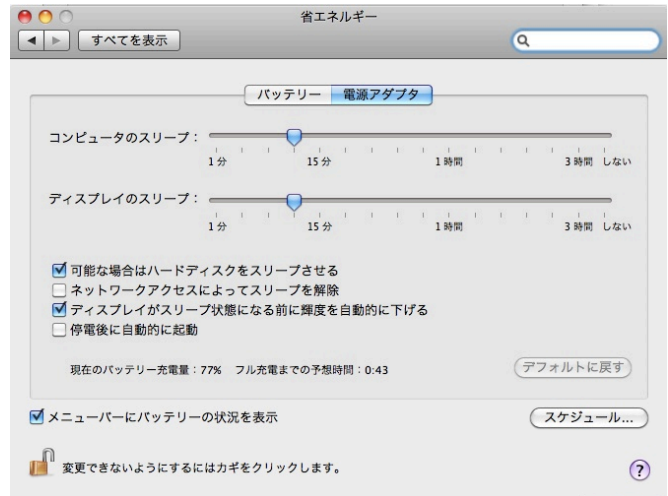 省エネルギー
すべてを表示
バッテリー 電源アダプタ
コンピュータのスリープ：
1分 15分 1時間 3時間 しない
ディスプレイのスリープ：
1分 15分 1時間 3時間 しない
可能な場合はハードディスクをスリープさせる
ネットワークアクセスによってスリープを解除
ディスプレイがスリープ状態になる前に輝度を自動的に下げる
停電後に自動的に起動
現在のバッテリー充電量：77% フル充電までの予想時間：0:43 デフォルトに戻す
メニューバーにバッテリーの状況を表示 スケジュール...
変更できないようにするにはカギをクリックします。 ?